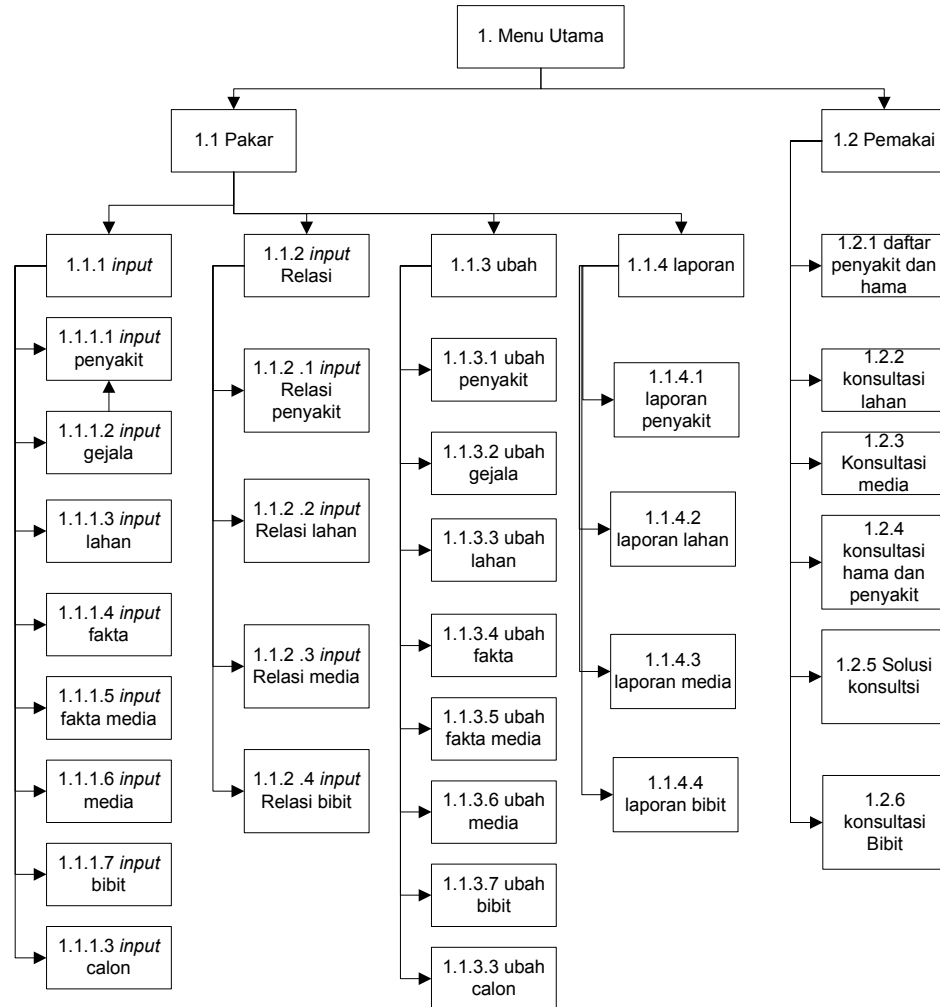 1. Menu Utama
1.1 Pakar
1.2 Pemakai
1.1.1 input
1.1.1.1 input
penyakit
1.1.1.2 input
gejala
1.1.1.3 input
lahan
1.1.1.4 input
fakta
1.1.1.5 input
fakta media
1.1.1.6 input
media
1.1.1.7 input
bibit
1.1.1.3 input
calon
1.1.2 input
Relasi
1.1.2 .1 input
Relasi
penyakit
1.1.2 .2 input
Relasi lahan
1.1.2 .3 input
Relasi media
1.1.2 .4 input
Relasi bibit
1.1.3 ubah
1.1.3.1 ubah
penyakit
1.1.3.2 ubah
gejala
1.1.3.3 ubah
lahan
1.1.3.4 ubah
fakta
1.1.3.5 ubah
fakta media
1.1.3.6 ubah
media
1.1.3.7 ubah
bibit
1.1.3.3 ubah
calon
1.1.4 laporan
1.1.4.1
laporan
penyakit
1.1.4.2
laporan lahan
1.1.4.3
laporan media
1.1.4.4
laporan bibit
1.2.1 daftar
penyakit dan
hama
1.2.2
konsultasi
lahan
1.2.3
Konsultasi
media
1.2.4
konsultasi
hama dan
penyakit
1.2.5 Solusi
konsultsi
1.2.6
konsultasi
Bibit